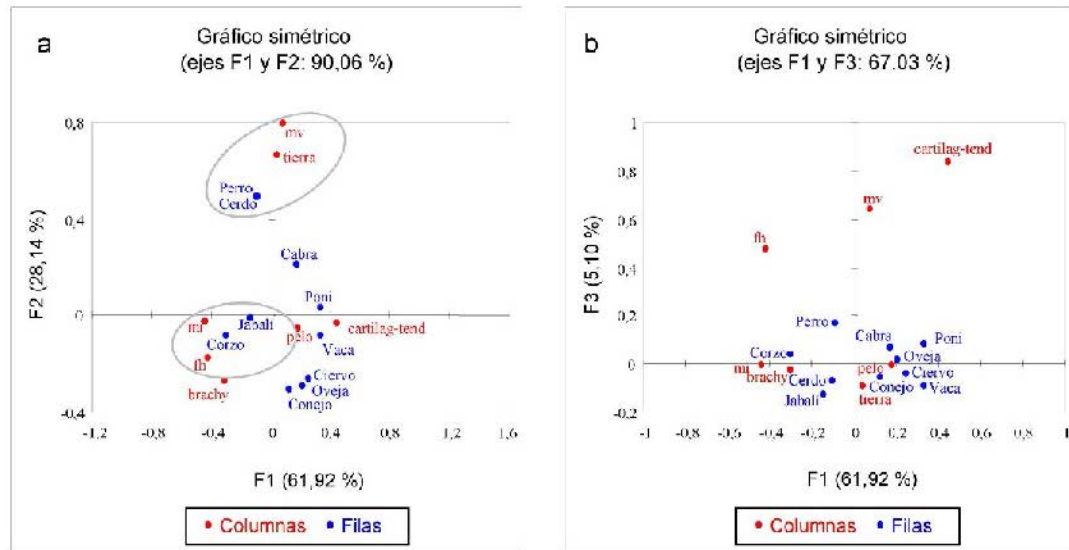 a
Gráfico simétrico
(ejes F1 y F2: 90,06 %)
0,8
0,4
0
-0,4
F2 (28,14 %)
mv
tierra
Perro
Cerdo
Cabra
Poni
mi
Jabalí
pelo
cartilag-tend
Corzo
Vaca
fh
brachy
Ciervo
Oveja
Conejo
-1,2
-0,8
-0,4
0
0,4
0,8
1,2
1,6
F1 (61,92 %)
Columnas
Filas
b
Gráfico simétrico
(ejes F1 y F3: 67.03 %)
1
0,8
0,6
0,4
0,2
0
-0,2
F3 (5,10 %)
cartilag-tend
mv
fh
Perro
Cabra
Poni
Corzo
Oveja
mi
brachy
pelo
Ciervo
Cerdo
Conejo
Vaca
Jabalí
tierra
-1
-0,8
-0,6
-0,4
-0,2
0
0,2
0,4
0,6
0,8
1
F1 (61,92 %)
Columnas
Filas